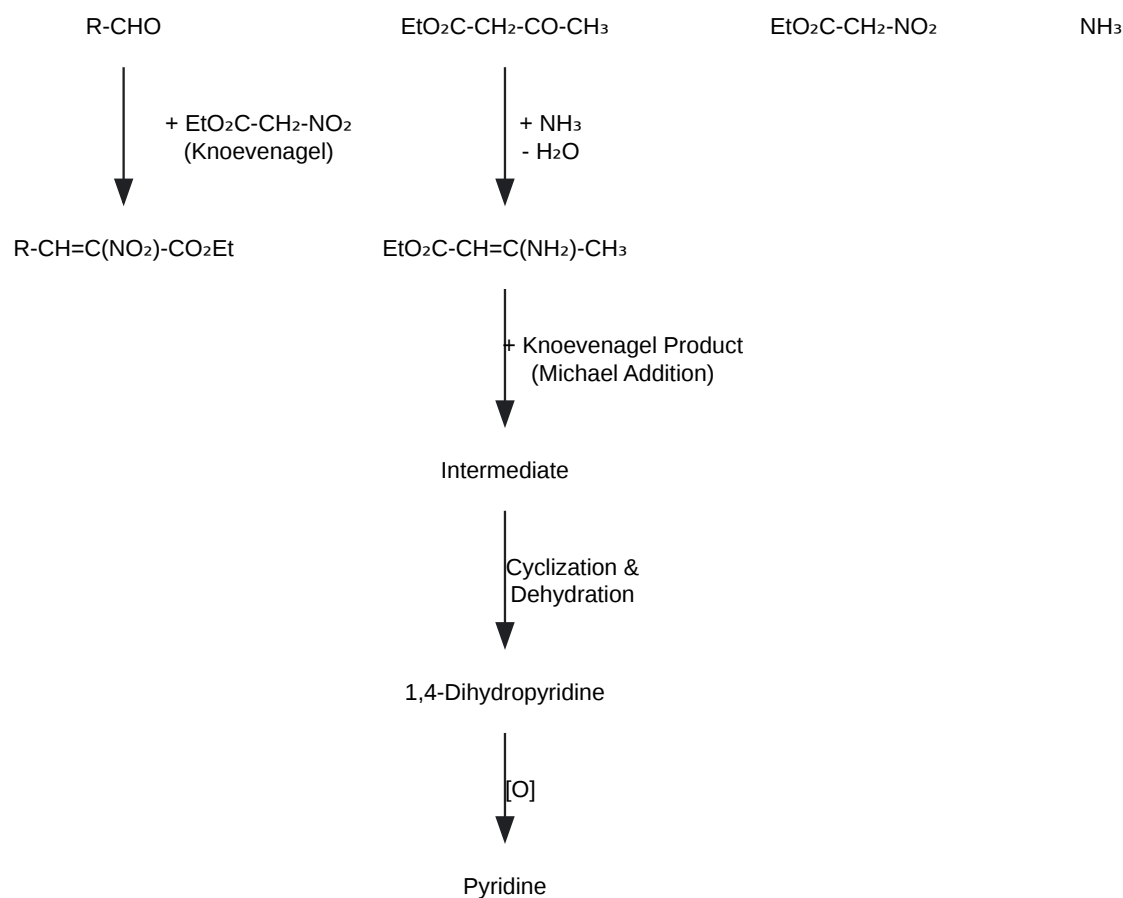 R-CHO
EtO₂C-CH₂-CO-CH₃
EtO₂C-CH₂-NO₂
NH₃
+ EtO₂C-CH₂-NO₂
(Knoevenagel)
+ NH₃
- H₂O
R-CH=C(NO₂)-CO₂Et
EtO₂C-CH=C(NH₂)-CH₃
+ Knoevenagel Product
(Michael Addition)
Intermediate
Cyclization &
Dehydration
1,4-Dihydropyridine
[O]
Pyridine